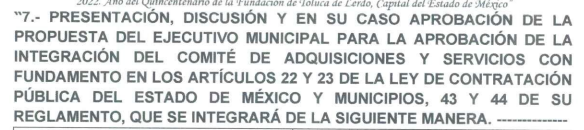 2022. Año del Quincentenario de la Fundación de Toluca de Lerdo, Capital del Estado de México"
"7.- PRESENTACIÓN, DISCUSIÓN Y EN SU CASO APROBACIÓN DE LA
PROPUESTA DEL EJECUTIVO MUNICIPAL PARA LA APROBACIÓN DE LA
INTEGRACIÓN DEL COMITÉ DE ADQUISICIONES Y SERVICIOS CON
FUNDAMENTO EN LOS ARTÍCULOS 22 Y 23 DE LA LEY DE CONTRATACIÓN
PÚBLICA DEL ESTADO DE MÉXICO Y MUNICIPIOS, 43 Y 44 DE SU
REGLAMENTO, QUE SE INTEGRARÁ DE LA SIGUIENTE MANERA. --------------